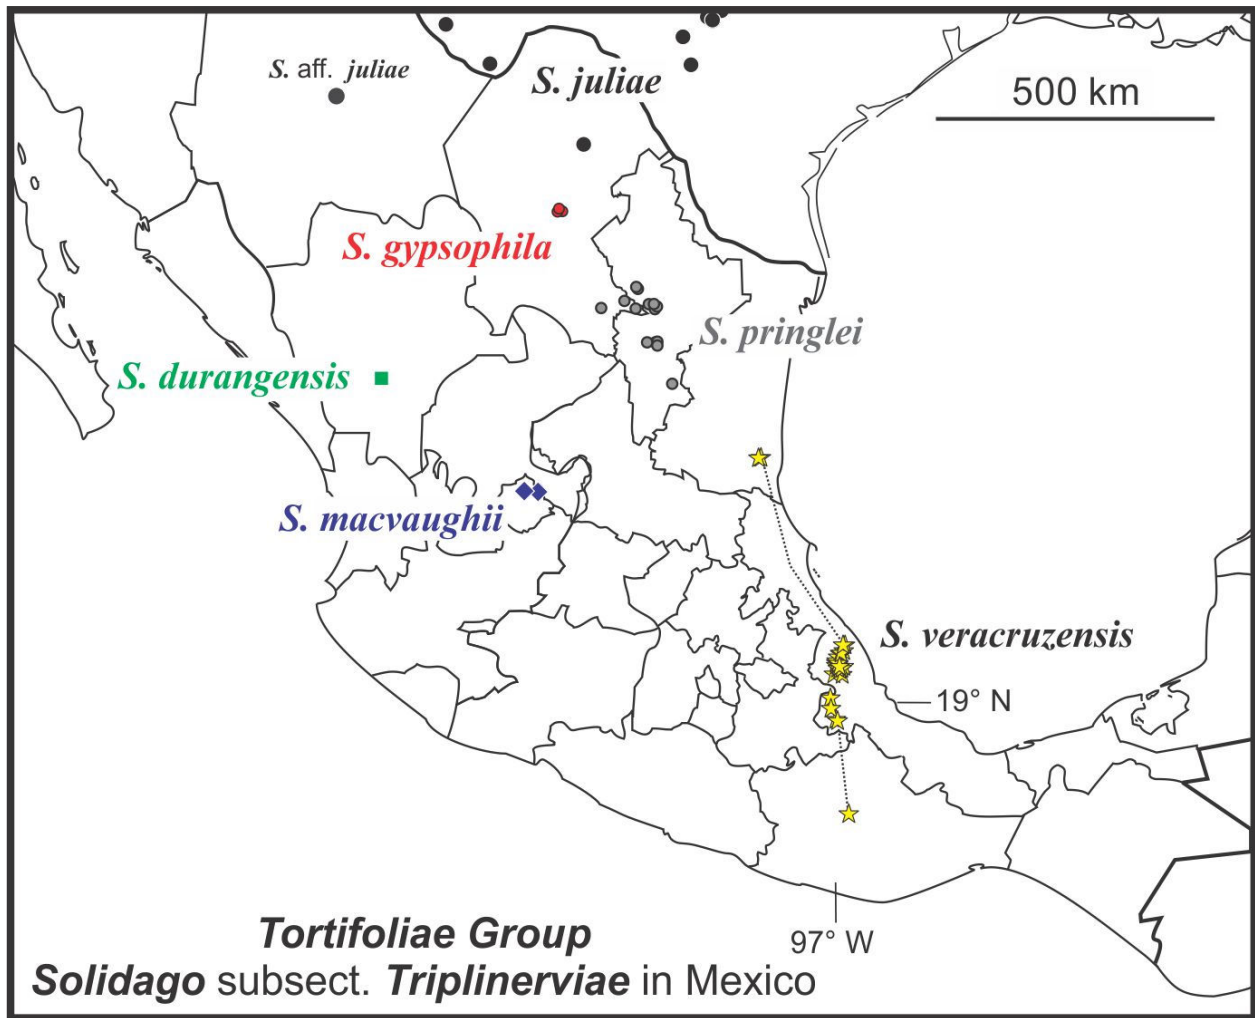 S. aff. juliae
S. juliae
500 km
S. gypsophila
S. pringlei
S. durangensis
S. macvaughii
S. veracruzensis
19° N
97° W
Tortifoliae Group
Solidago subsect. Triplinerviae in Mexico